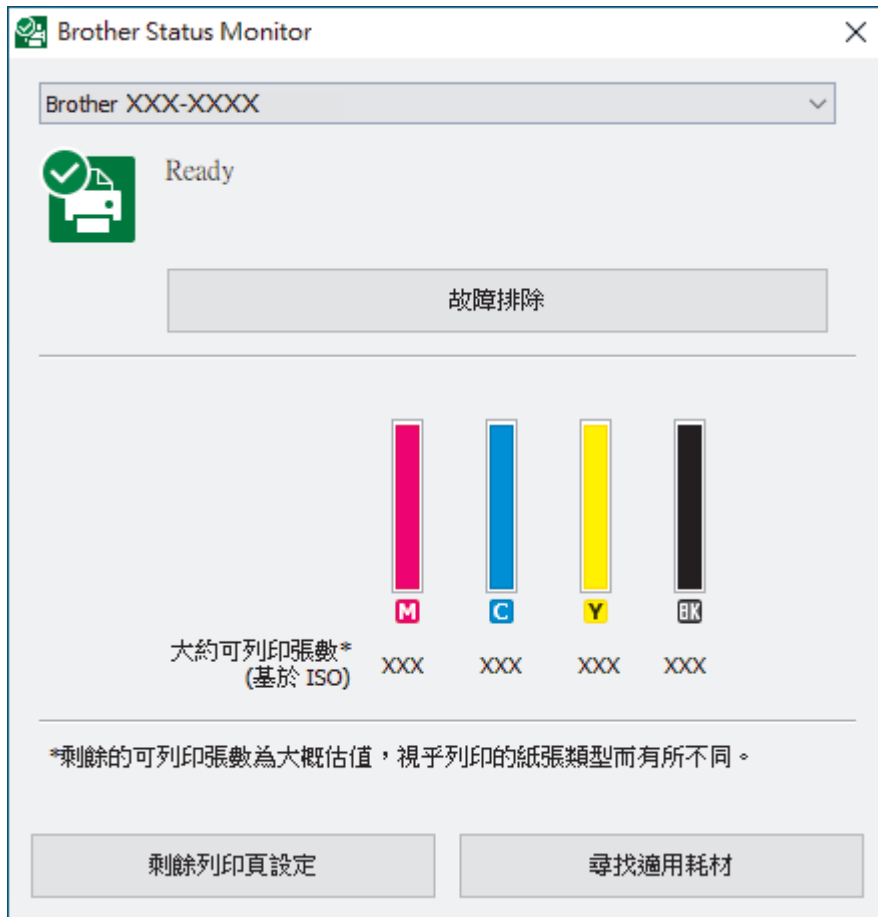 Brother Status Monitor
Brother XXX-XXXX
Ready
故障排除
M C Y BK
大約可列印張數*
(基於 ISO) XXX XXX XXX XXX
*剩餘的可列印張數為大概估值，視乎列印的紙張類型而有所不同。
剩餘列印頁設定 尋找適用耗材